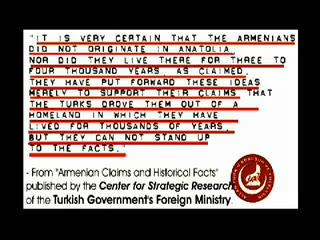 "IT IS VERY CERTAIN THAT THE ARMENIANS
DID NOT ORIGINATE IN ANATOLIA,
NOR DID THEY LIVE THERE FOR THREE TO
FOUR THOUSAND YEARS, AS CLAIMED.
THEY HAVE PUT FORWARD THESE IDEAS
MERELY TO SUPPORT THEIR CLAIMS THAT
THE TURKS DROVE THEM OUT OF A
HOMELAND IN WHICH THEY HAVE
LIVED FOR THOUSANDS OF YEARS,
BUT THEY CAN NOT STAND UP
TO THE FACTS."
- From "Armenian Claims and Historical Facts"
published by the Center for Strategic Research
of the Turkish Government's Foreign Ministry.